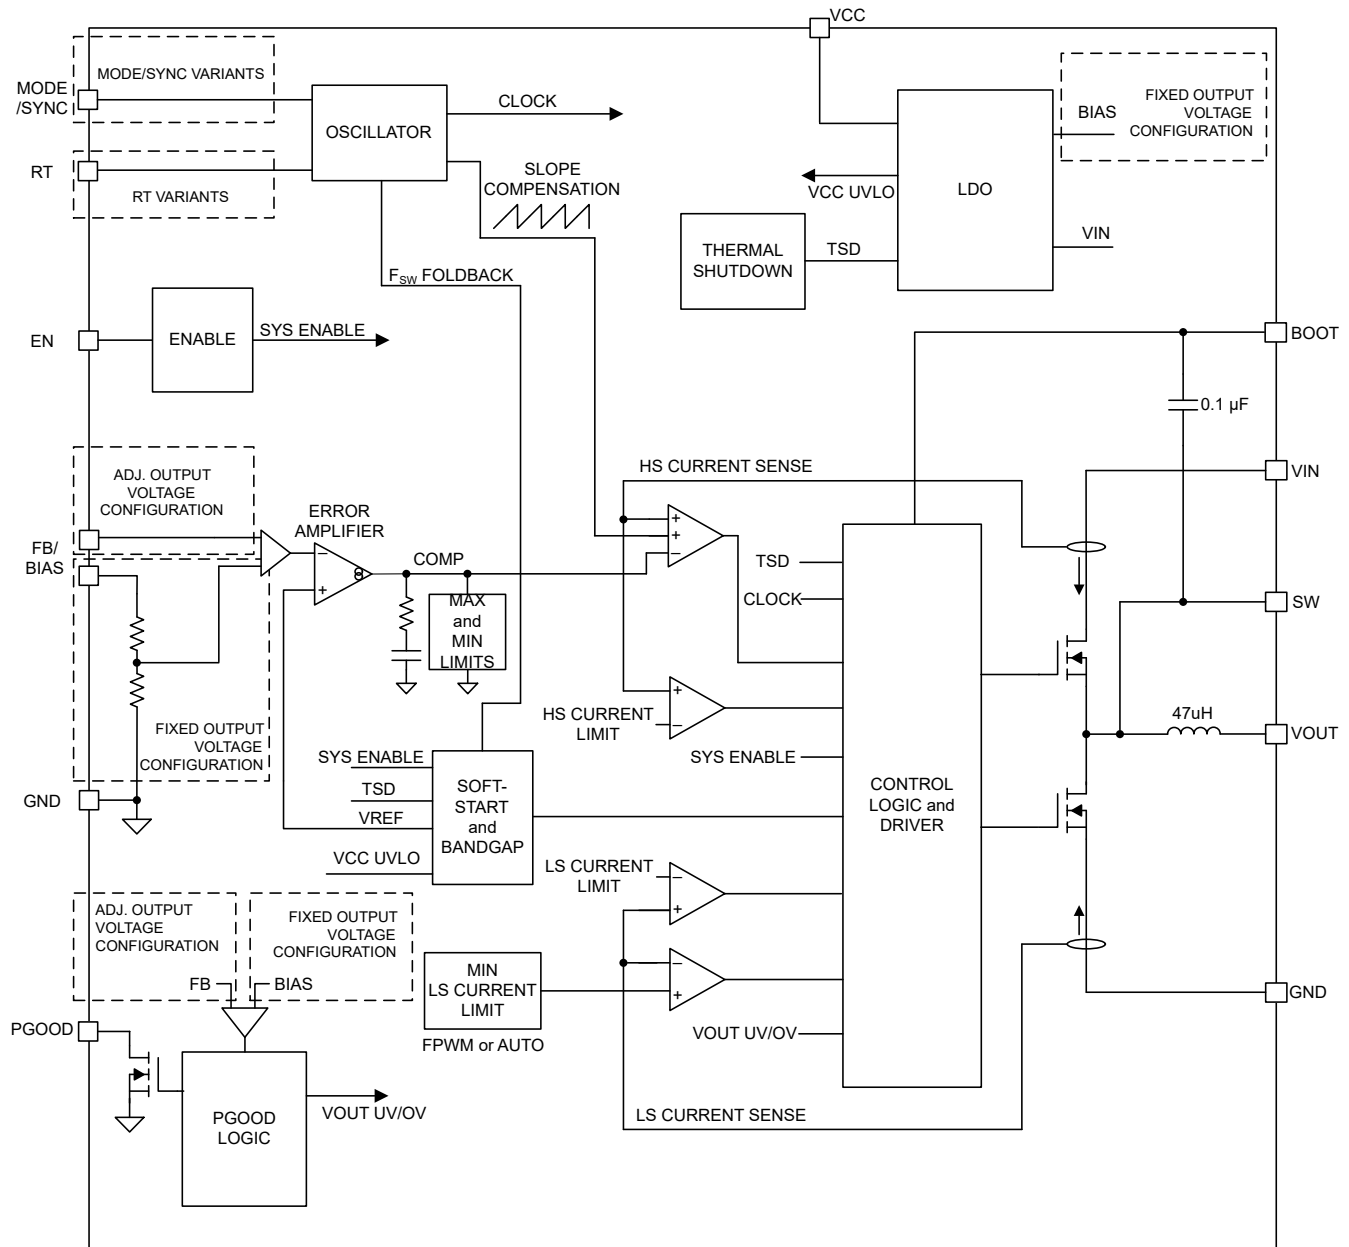 VCC
MODE/SYNC VARIANTS
MODE
/SYNC
OSCILLATOR
CLOCK
BIAS
FIXED OUTPUT
VOLTAGE
CONFIGURATION
RT
RT VARIANTS
SLOPE
COMPENSATION
VCC UVLO
LDO
THERMAL
SHUTDOWN
TSD
VIN
FSW FOLDBACK
EN
ENABLE
SYS ENABLE
BOOT
0.1 µF
ADJ. OUTPUT
VOLTAGE
CONFIGURATION
HS CURRENT SENSE
VIN
ERROR
AMPLIFIER
FB/
BIAS
−
+
COMP
+
+
−
TSD
CLOCK
SW
MAX
and
MIN
LIMITS
FIXED OUTPUT
VOLTAGE
CONFIGURATION
HS CURRENT
LIMIT
+
−
47uH
VOUT
SYS ENABLE
SYS ENABLE
TSD
VREF
VCC UVLO
SOFT-
START
and
BANDGAP
CONTROL
LOGIC and
DRIVER
GND
LS CURRENT
LIMIT
−
+
ADJ. OUTPUT
VOLTAGE
CONFIGURATION
FIXED OUTPUT
VOLTAGE
CONFIGURATION
FB
BIAS
MIN
LS CURRENT
LIMIT
−
+
GND
PGOOD
FPWM or AUTO
VOUT UV/OV
PGOOD
LOGIC
VOUT UV/OV
LS CURRENT SENSE